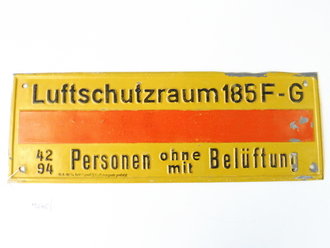 Luftschutzraum 185 F-G
42 Personen ohne Belüftung
94 mit